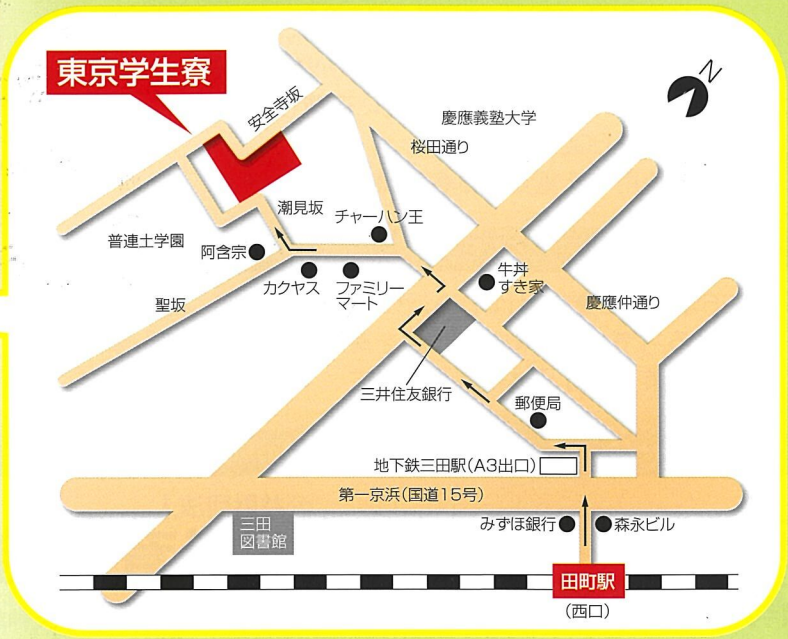 東京学生寮
安全寺坂
N
慶應義塾大学
桜田通り
潮見坂
チャーハン王
普連土学園
阿含宗
牛丼
すき家
カクヤス
ファミリー
マート
聖坂
慶應仲通り
三井住友銀行
郵便局
地下鉄三田駅(A3出口)
第一京浜(国道15号)
三田
図書館
みずほ銀行
森永ビル
田町駅
(西口)